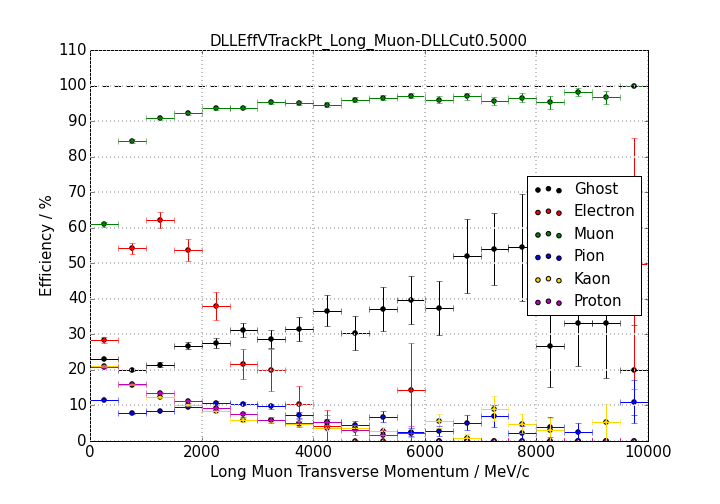 DLLEffVTrackPt_Long_Muon-DLLCut0.5000
110
100
90
80
70
60
50
40
30
20
10
0
Efficiency / %
Ghost
Electron
Muon
Pion
Kaon
Proton
0 2000 4000 6000 8000 10000
Long Muon Transverse Momentum / MeV/c